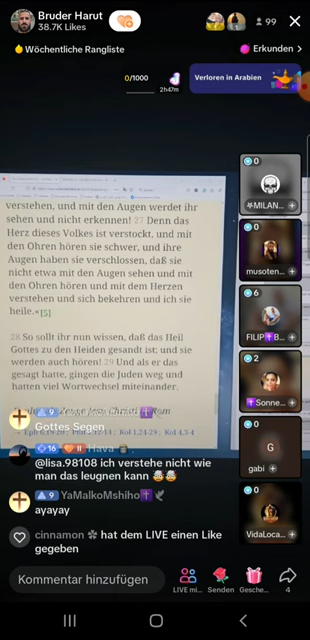 Bruder Harut
38.7K Likes
99
Wöchentliche Rangliste
Erkunden >
0/1000
2h47m
Verloren in Arabien
verstehen, und mit den Augen werdet ihr
sehen und nicht erkennen! 27 Denn das
Herz dieses Volkes ist verstockt, und mit
den Ohren hören sie schwer, und ihre
Augen haben sie verschlossen, daß sie
nicht etwa mit den Augen sehen und mit
den Ohren hören und mit dem Herzen
verstehen und sich bekehren und ich sie
heile.«[5]
28 So sollt ihr nun wissen, daß das Heil
Gottes zu den Heiden gesandt ist; und sie
werden auch hören! 29 Und als er das
gesagt hatte, gingen die Juden weg und
hatten viel Wortwechsel miteinander.
0
MILAN...
0
musoten...
6
FILIP✝️B...
2
✝️Sonne...
0
G
gabi
0
VidaLoca...
9
Gottes Segen
16 II Hava
@lisa.98108 ich verstehe nicht wie
man das leugnen kann 🤯🤯
9 YaMalkoMshiho✝️🕊
ayayay
cinnamon ✽ hat dem LIVE einen Like
gegeben
Kommentar hinzufügen
LIVE mi...
Senden
Gesche...
4